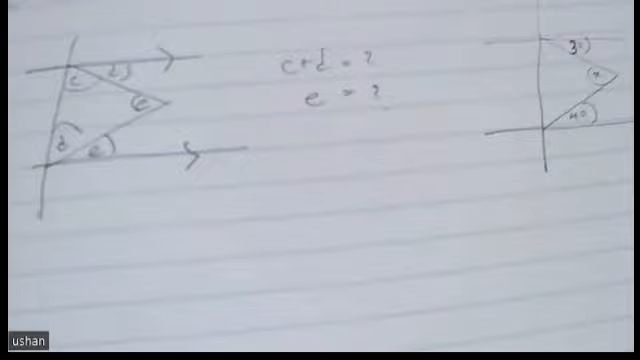 c+d = ?
e = ?
c
d
e
30
x
40
ushan